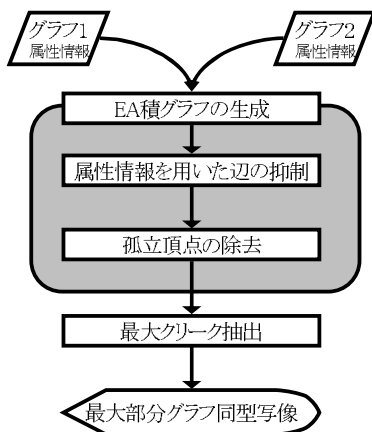 グラフ1
属性情報
グラフ2
属性情報
EA積グラフの生成
属性情報を用いた辺の抑制
孤立頂点の除去
最大クリーク抽出
最大部分グラフ同型写像